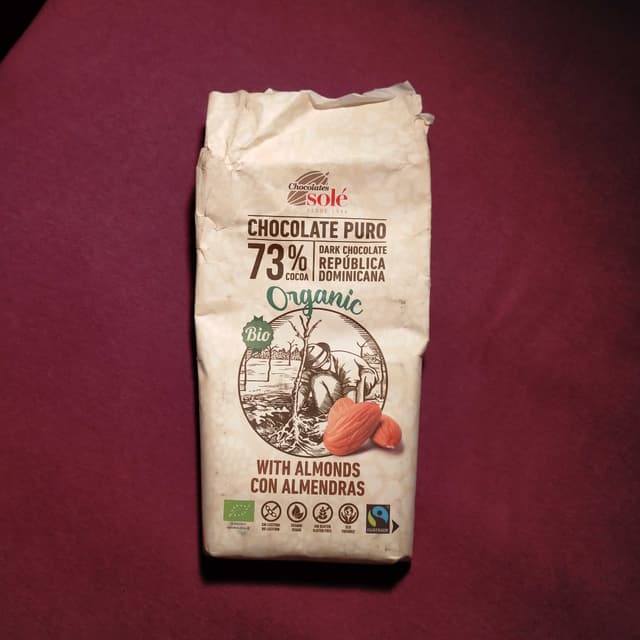 Chocolates
solé
CHOCOLATE PURO
73%
COCOA
DARK CHOCOLATE
REPÚBLICA
DOMINICANA
Organic
Bio
WITH ALMONDS
CON ALMENDRAS